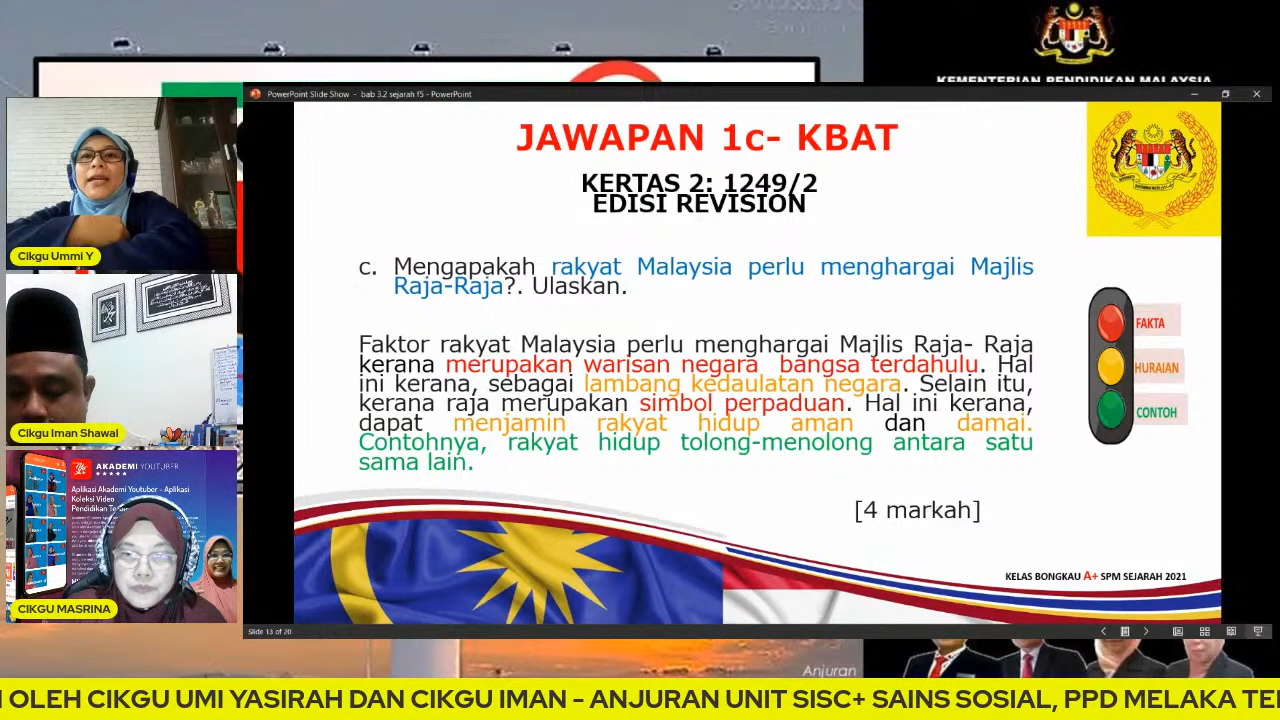 KEMENTERIAN PENDIDIKAN MALAYSIA
PowerPoint Slide Show - bab 3.2 sejarah f5 - PowerPoint
JAWAPAN 1c- KBAT
KERTAS 2: 1249/2
EDISI REVISION
c. Mengapakah rakyat Malaysia perlu menghargai Majlis
Raja-Raja?. Ulaskan.
Faktor rakyat Malaysia perlu menghargai Majlis Raja- Raja
kerana merupakan warisan negara bangsa terdahulu. Hal
ini kerana, sebagai lambang kedaulatan negara. Selain itu,
kerana raja merupakan simbol perpaduan. Hal ini kerana,
dapat menjamin rakyat hidup aman dan damai.
Contohnya, rakyat hidup tolong-menolong antara satu
sama lain.
[4 markah]
FAKTA
HURAIAN
CONTOH
KELAS BONGKAU A+ SPM SEJARAH 2021
Slide 13 of 20
Cikgu Ummi Y
Cikgu Iman Shawal
AKADEMI YOUTUBER
Aplikasi Akademi Youtuber - Aplikasi
Koleksi Video
CIKGU MASRINA
Anjuran
OLEH CIKGU UMI YASIRAH DAN CIKGU IMAN - ANJURAN UNIT SISC+ SAINS SOSIAL, PPD MELAKA